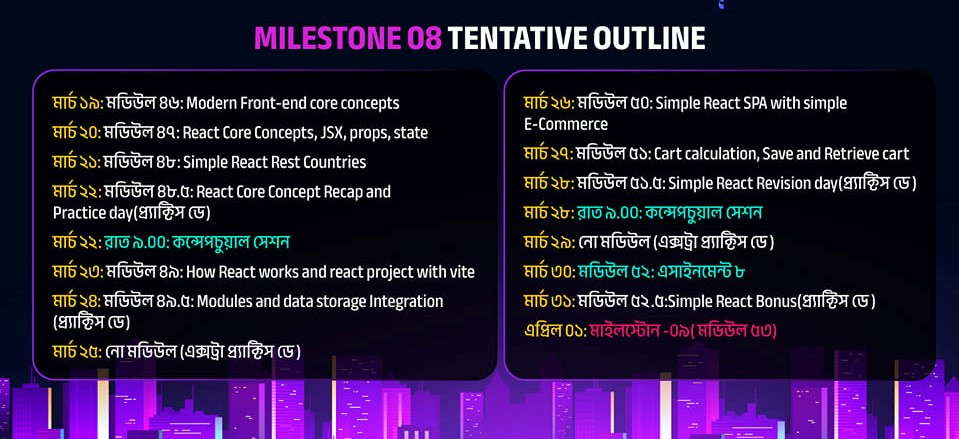 MILESTONE 08 TENTATIVE OUTLINE
মার্চ ১৯: মডিউল ৪৬: Modern Front-end core concepts
মার্চ ২০: মডিউল ৪৭: React Core Concepts, JSX, props, state
মার্চ ২১: মডিউল ৪৮: Simple React Rest Countries
মার্চ ২২: মডিউল ৪৮.৫: React Core Concept Recap and
Practice day(প্র্যাক্টিস ডে)
মার্চ ২২: রাত ৯.00: কন্সেপচুয়াল সেশন
মার্চ ২৩: মডিউল ৪৯: How React works and react project with vite
মার্চ ২৪: মডিউল ৪৯.৫: Modules and data storage Integration
(প্র্যাক্টিস ডে)
মার্চ ২৫: নো মডিউল (এক্সট্রা প্র্যাক্টিস ডে)
মার্চ ২৬: মডিউল ৫০: Simple React SPA with simple
E-Commerce
মার্চ ২৭: মডিউল ৫১: Cart calculation, Save and Retrieve cart
মার্চ ২৮: মডিউল ৫১.৫: Simple React Revision day(প্র্যাক্টিস ডে)
মার্চ ২৮: রাত ৯.00: কন্সেপচুয়াল সেশন
মার্চ ২৯: নো মডিউল (এক্সট্রা প্র্যাক্টিস ডে)
মার্চ ৩০: মডিউল ৫২: এসাইনমেন্ট ৮
মার্চ ৩১: মডিউল ৫২.৫:Simple React Bonus(প্র্যাক্টিস ডে)
এপ্রিল 0১: মাইলস্টোন -0৯( মডিউল ৫৩)